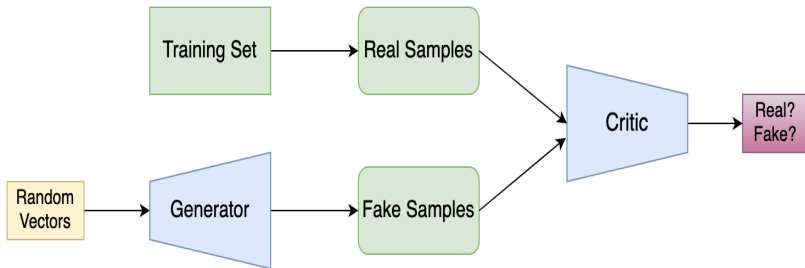 Training Set
Real Samples
Critic
Real?
Fake?
Random
Vectors
Generator
Fake Samples